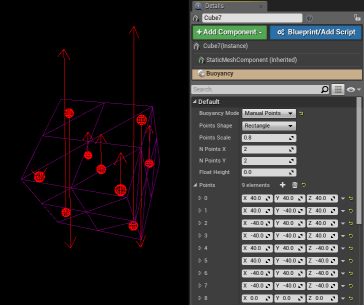 Details
Cube7
+Add Component
Blueprint/Add Script
Cube7(Instance)
StaticMeshComponent (Inherited)
Buoyancy
Search
Default
Buoyancy Mode Manual Points
Points Shape Rectangle
Points Scale 0.8
N Points X 2
N Points Y 2
Float Height 0.0
Points 9 elements
0 X 40.0 Y 40.0 Z 40.0
1 X 40.0 Y -40.0 Z 40.0
2 X -40.0 Y -40.0 Z 40.0
3 X -40.0 Y 40.0 Z 40.0
4 X 40.0 Y 40.0 Z -40.0
5 X 40.0 Y -40.0 Z -40.0
6 X -40.0 Y 40.0 Z -40.0
7 X -40.0 Y -40.0 Z -40.0
8 X 0.0 Y 0.0 Z 0.0